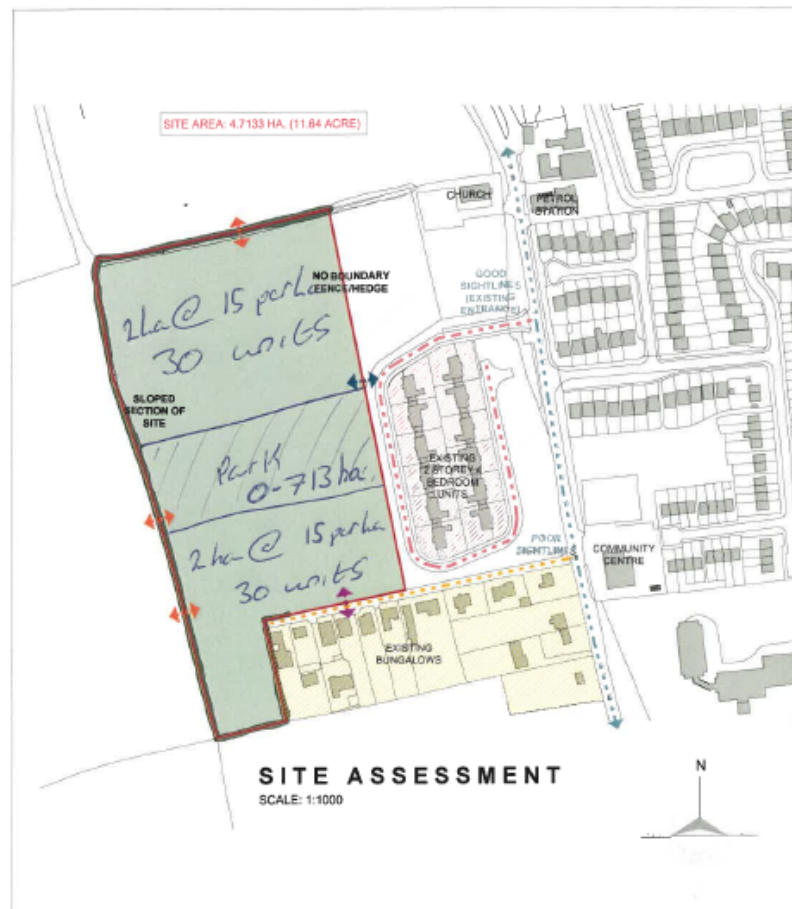 SITE AREA: 4.7133 HA. (11.64 ACRE)
CHURCH
PETROL
STATION
NO BOUNDARY
FENCE/HEDGE
GOOD
SIGHTLINES
(EXISTING
ENTRANCE)
2ha @ 15 per ha
30 units
SLOPED
SECTION OF
SITE
Park
0-713 ha.
EXISTING
2 STOREY 4
BEDROOM
UNITS
2 ha @ 15 per ha
30 units
POOR
SIGHTLINES
COMMUNITY
CENTRE
EXISTING
BUNGALOWS
SITE ASSESSMENT
SCALE: 1:1000
N